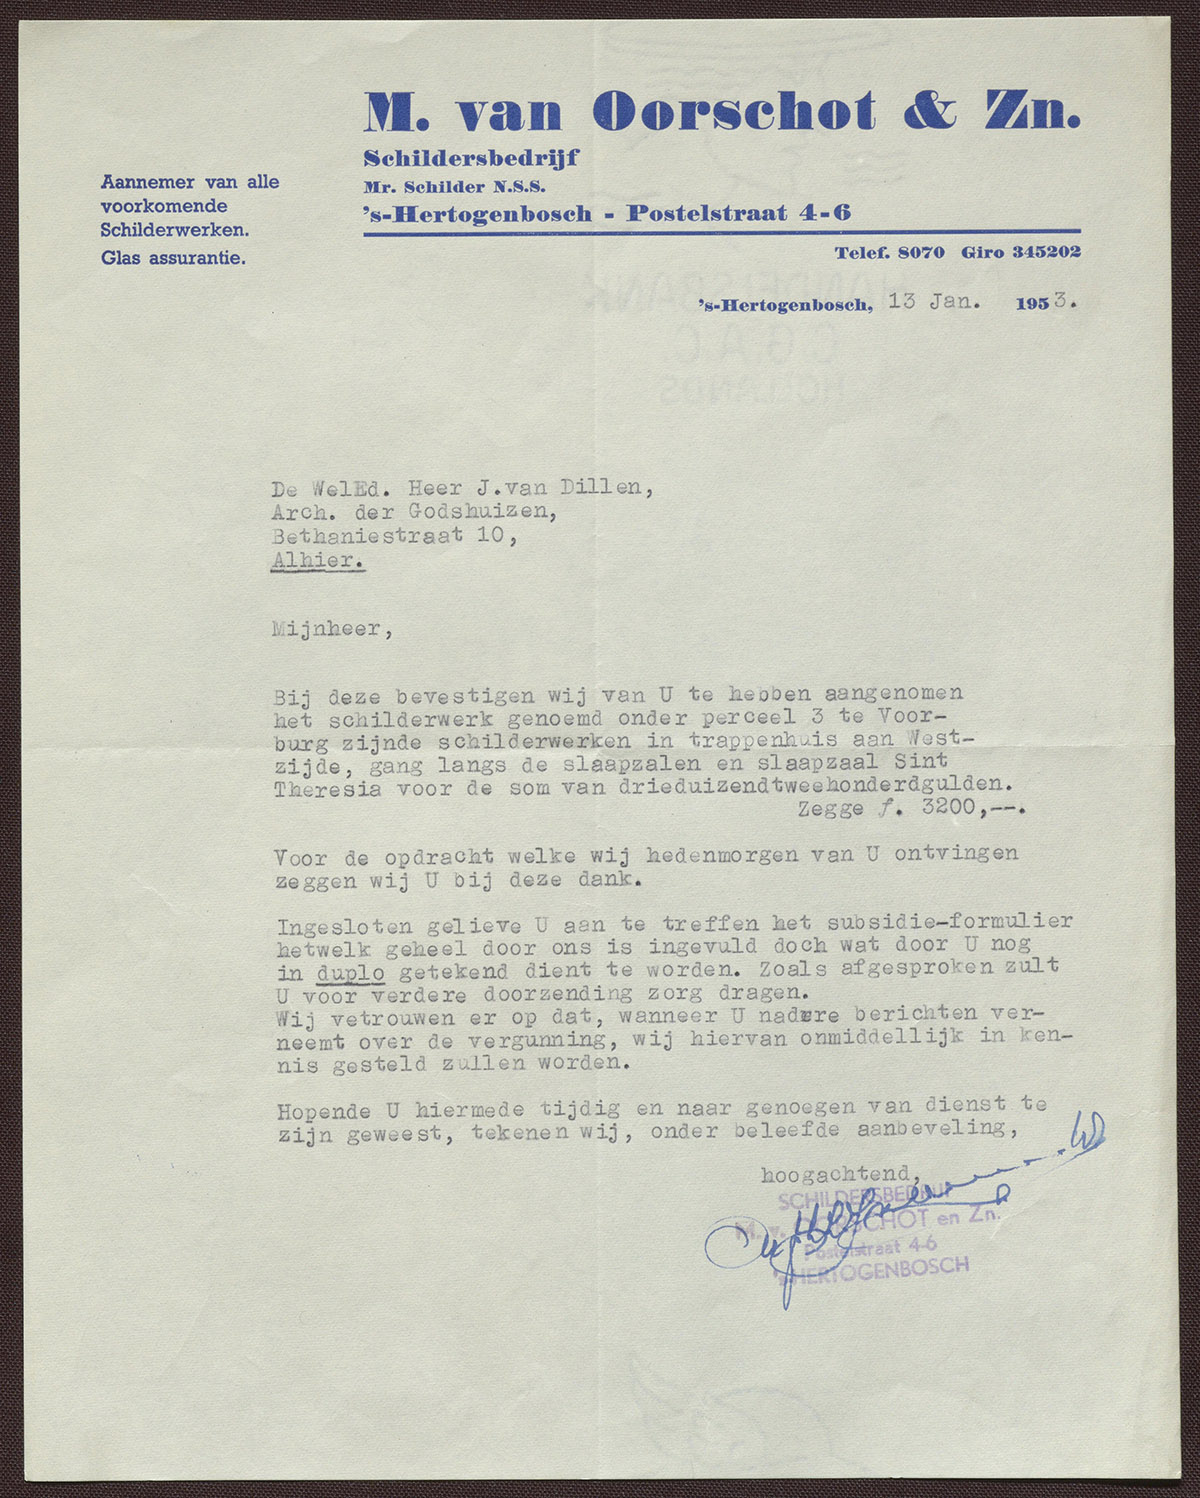 M. van Oorschot & Zn.
Schildersbedrijf
Mr. Schilder N.S.S.
's-Hertogenbosch - Postelstraat 4-6
Aannemer van alle
voorkomende
Schilderwerken.
Glas assurantie.
Telef. 8070 Giro 345202
's-Hertogenbosch, 13 Jan. 1953.
De WelEd. Heer J.van Dillen,
Arch. der Godshuizen,
Bethaniestraat 10,
Alhier.
Mijnheer,
Bij deze bevestigen wij van U te hebben aangenomen
het schilderwerk genoemd onder perceel 3 te Voor-
burg zijnde schilderwerken in trappenhuis aan West-
zijde, gang langs de slaapzalen en slaapzaal Sint
Theresia voor de som van drieduizendtweehonderdgulden.
Zegge f. 3200,--.
Voor de opdracht welke wij hedenmorgen van U ontvingen
zeggen wij U bij deze dank.
Ingesloten gelieve U aan te treffen het subsidie-formulier
hetwelk geheel door ons is ingevuld doch wat door U nog
in duplo getekend dient te worden. Zoals afgesproken zult
U voor verdere doorzending zorg dragen.
Wij vetrouwen er op dat, wanneer U nadere berichten ver-
neemt over de vergunning, wij hiervan onmiddellijk in ken-
nis gesteld zullen worden.
Hopende U hiermede tijdig en naar genoegen van dienst te
zijn geweest, tekenen wij, onder beleefde aanbeveling,
hoogachtend,
SCHILDERSBEDRIJF
M. v. OORSCHOT en Zn.
Postelstraat 4-6
's-HERTOGENBOSCH